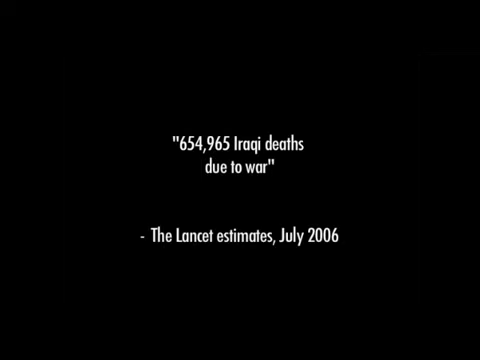 "654,965 Iraqi deaths
due to war"
- The Lancet estimates, July 2006